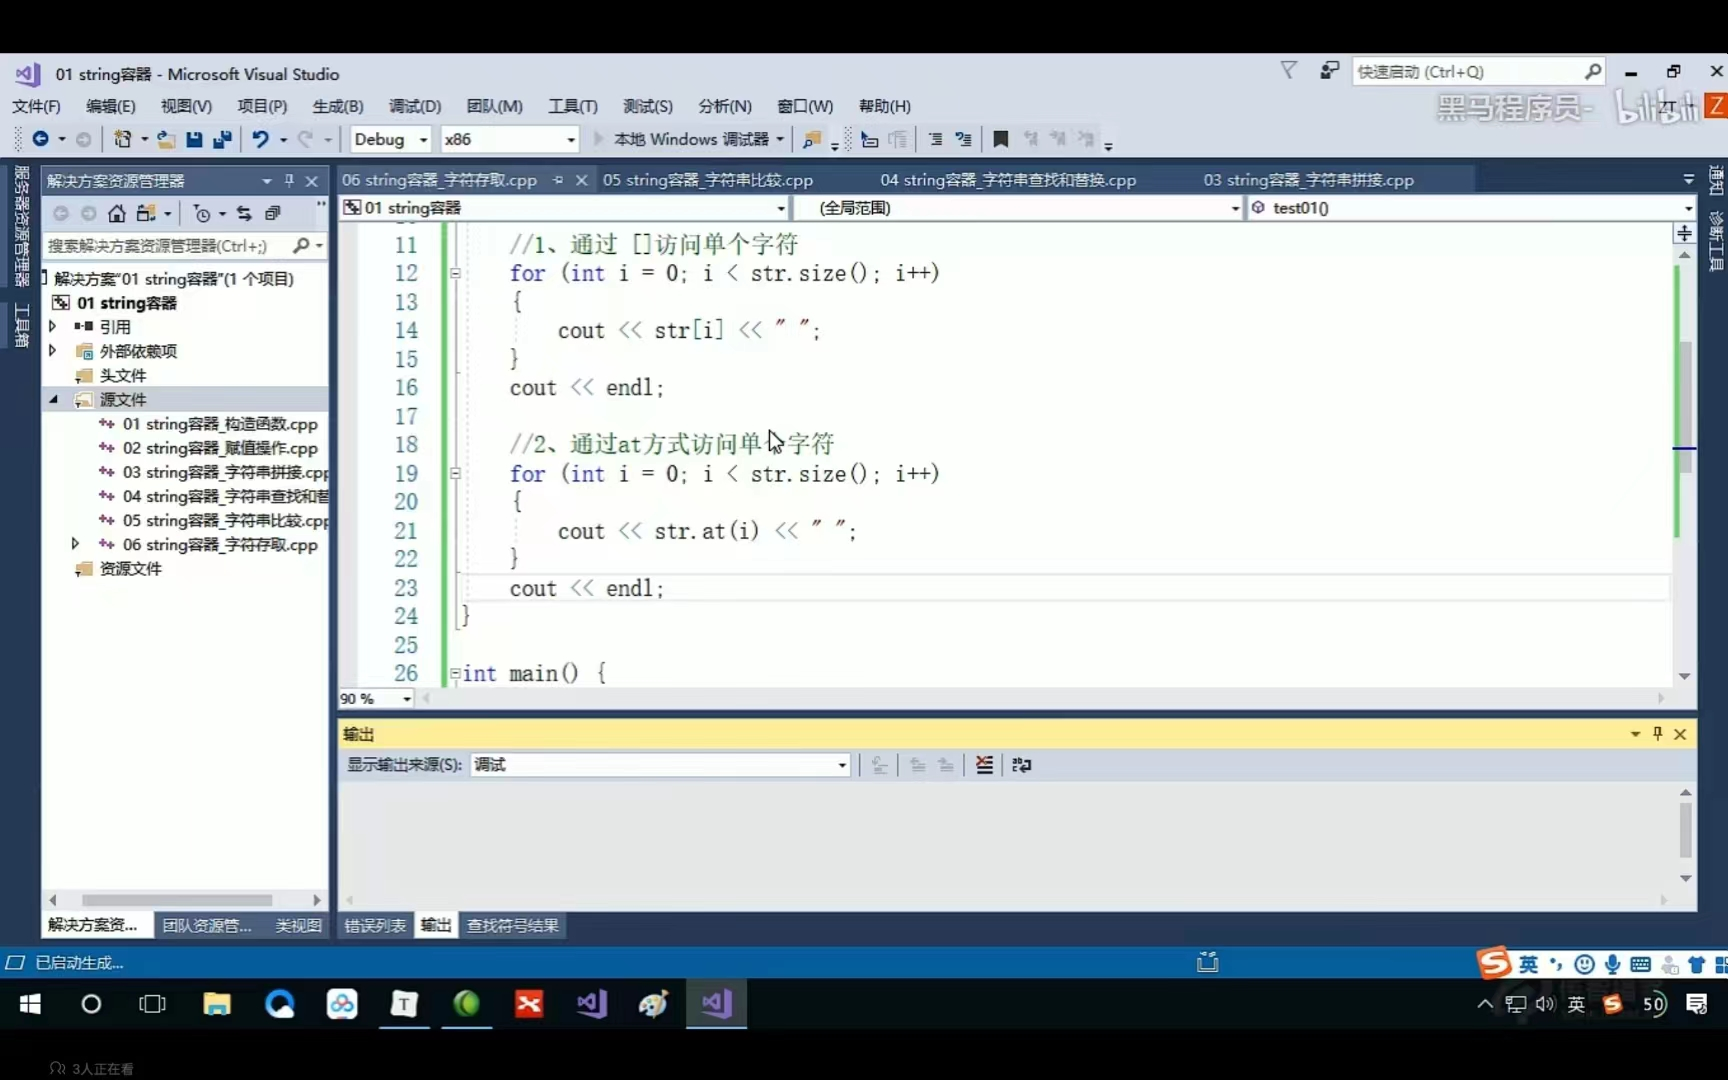 01 string容器 - Microsoft Visual Studio
快速启动 (Ctrl+Q)
文件(F) 编辑(E) 视图(V) 项目(P) 生成(B) 调试(D) 团队(M) 工具(T) 测试(S) 分析(N) 窗口(W) 帮助(H)
黑马程序员- bilibili
ZT
Z
Debug x86 本地 Windows 调试器
服务器资源管理器
工具箱
解决方案资源管理器
搜索解决方案资源管理器(Ctrl+;)
解决方案"01 string容器"(1 个项目)
01 string容器
引用
外部依赖项
头文件
源文件
01 string容器_构造函数.cpp
02 string容器_赋值操作.cpp
03 string容器_字符串拼接.cpp
04 string容器_字符串查找和替
05 string容器_字符串比较.cpp
06 string容器_字符存取.cpp
资源文件
解决方案资... 团队资源管... 类视图
06 string容器_字符存取.cpp 05 string容器_字符串比较.cpp 04 string容器_字符串查找和替换.cpp 03 string容器_字符串拼接.cpp
01 string容器 (全局范围) test01()
11 //1、通过 []访问单个字符
12 for (int i = 0; i < str.size(); i++)
13 {
14 cout << str[i] << " ";
15 }
16 cout << endl;
17
18 //2、通过at方式访问单个字符
19 for (int i = 0; i < str.size(); i++)
20 {
21 cout << str.at(i) << " ";
22 }
23 cout << endl;
24 }
25
26 int main() {
90 %
输出
显示输出来源(S): 调试
错误列表 输出 查找符号结果
通知
诊断工具
已启动生成...
英
英 50
3人正在看